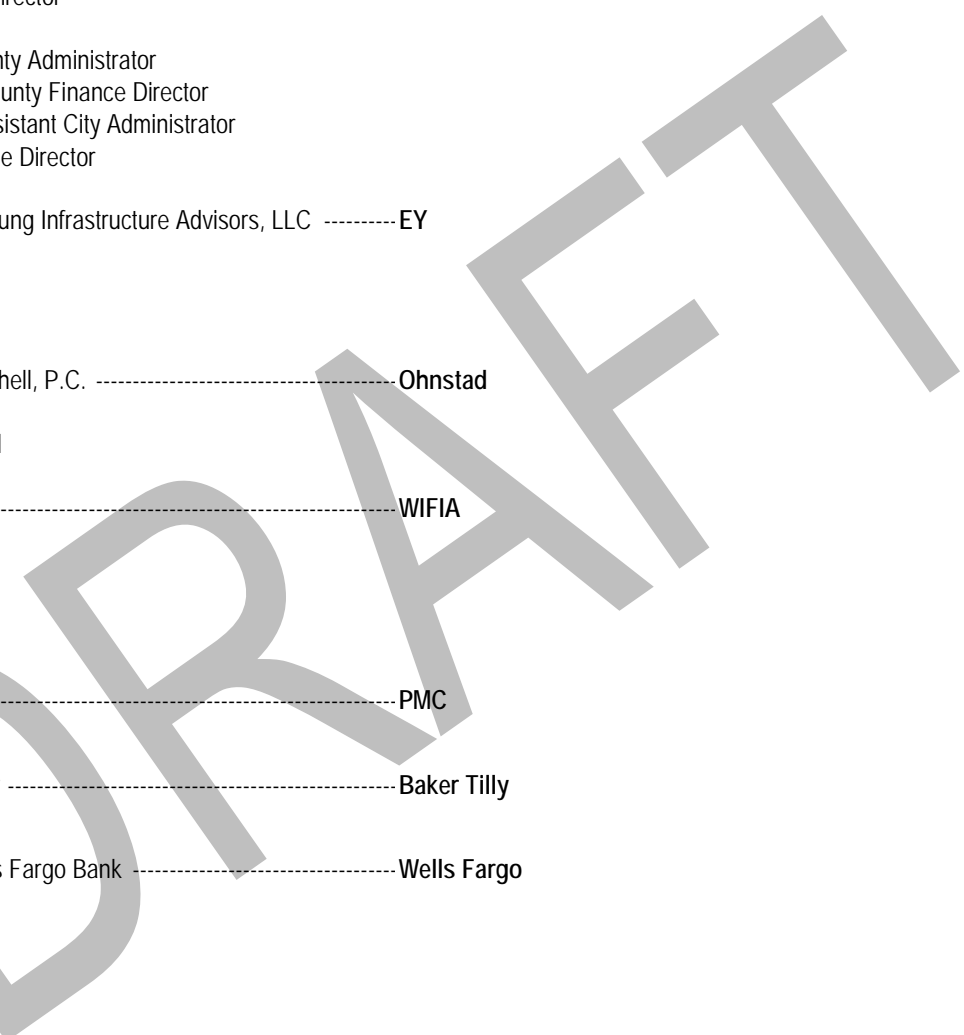 irector
nty Administrator
unty Finance Director
sistant City Administrator
e Director
ung Infrastructure Advisors, LLC ---------- EY
hell, P.C. ----------------------------------------- Ohnstad
------------------------------------------------------ WIFIA
------------------------------------------------------ PMC
----------------------------------------------------- Baker Tilly
s Fargo Bank ------------------------------------ Wells Fargo
DRAFT